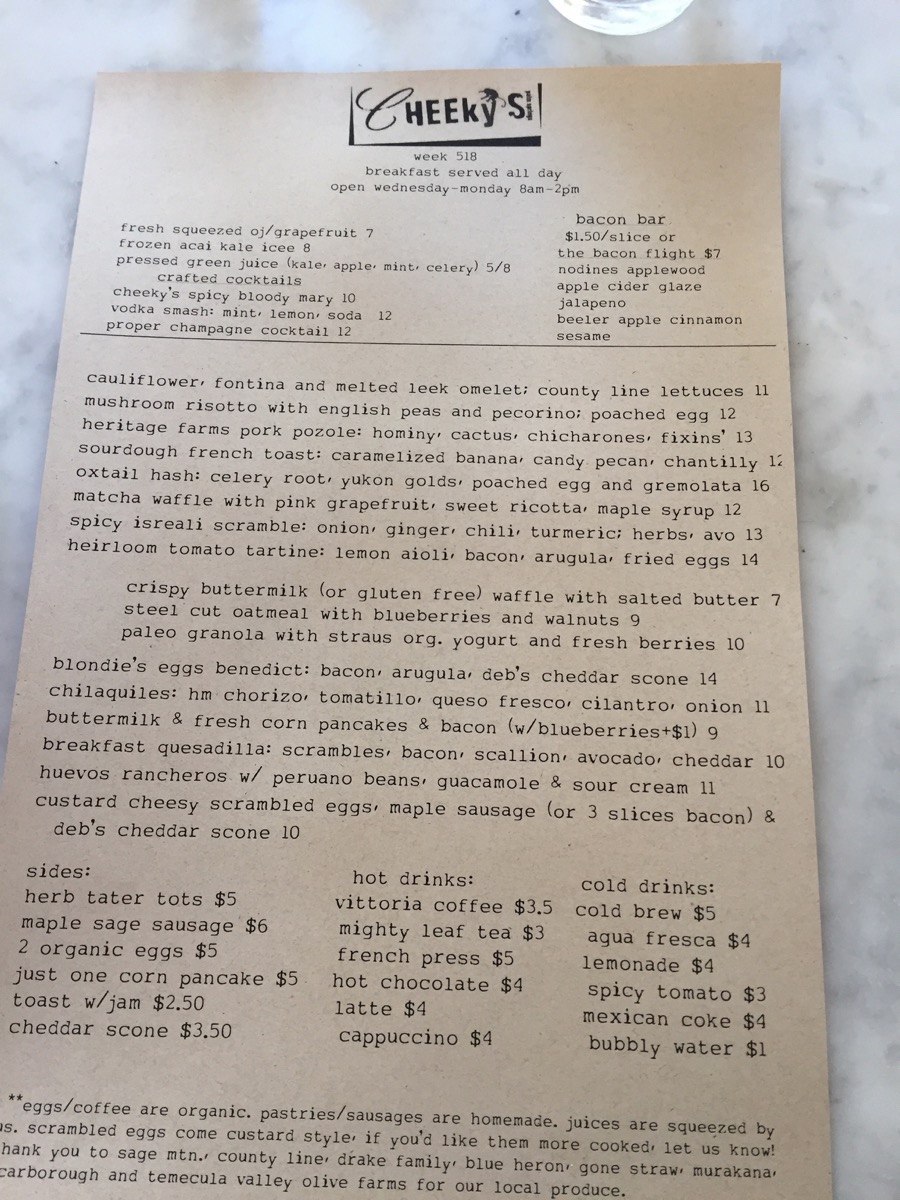 CHEEKY'S
week 518
breakfast served all day
open wednesday-monday 8am-2pm
fresh squeezed oj/grapefruit 7
frozen acai kale icee 8
pressed green juice (kale, apple, mint, celery) 5/8
crafted cocktails
cheeky's spicy bloody mary 10
vodka smash: mint, lemon, soda 12
proper champagne cocktail 12
bacon bar
$1.50/slice or
the bacon flight $7
nodines applewood
apple cider glaze
jalapeno
beeler apple cinnamon
sesame
cauliflower, fontina and melted leek omelet; county line lettuces 11
mushroom risotto with english peas and pecorino; poached egg 12
heritage farms pork pozole: hominy, cactus, chicharones, fixins' 13
sourdough french toast: caramelized banana, candy pecan, chantilly 12
oxtail hash: celery root, yukon golds, poached egg and gremolata 16
matcha waffle with pink grapefruit, sweet ricotta, maple syrup 12
spicy isreali scramble: onion, ginger, chili, turmeric; herbs, avo 13
heirloom tomato tartine: lemon aioli, bacon, arugula, fried eggs 14
crispy buttermilk (or gluten free) waffle with salted butter 7
steel cut oatmeal with blueberries and walnuts 9
paleo granola with straus org. yogurt and fresh berries 10
blondie's eggs benedict: bacon, arugula, deb's cheddar scone 14
chilaquiles: hm chorizo, tomatillo, queso fresco, cilantro, onion 11
buttermilk & fresh corn pancakes & bacon (w/blueberries+$1) 9
breakfast quesadilla: scrambles, bacon, scallion, avocado, cheddar 10
huevos rancheros w/ peruano beans, guacamole & sour cream 11
custard cheesy scrambled eggs, maple sausage (or 3 slices bacon) &
deb's cheddar scone 10
sides:
herb tater tots $5
maple sage sausage $6
2 organic eggs $5
just one corn pancake $5
toast w/jam $2.50
cheddar scone $3.50
hot drinks:
vittoria coffee $3.5
mighty leaf tea $3
french press $5
hot chocolate $4
latte $4
cappuccino $4
cold drinks:
cold brew $5
agua fresca $4
lemonade $4
spicy tomato $3
mexican coke $4
bubbly water $1
**eggs/coffee are organic. pastries/sausages are homemade. juices are squeezed by
us. scrambled eggs come custard style, if you'd like them more cooked, let us know!
thank you to sage mtn., county line, drake family, blue heron, gone straw, murakana,
scarborough and temecula valley olive farms for our local produce.